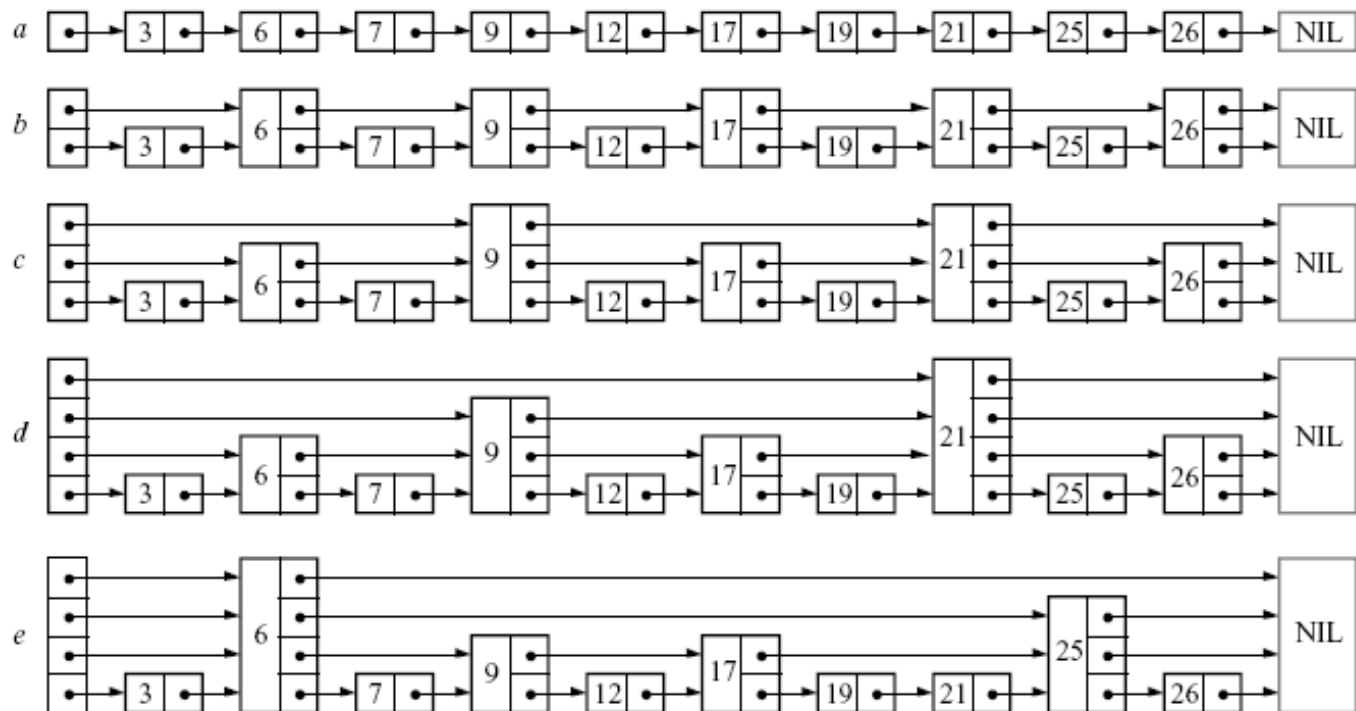 a 3 6 7 9 12 17 19 21 25 26 NIL
b 3 6 7 9 12 17 19 21 25 26 NIL
c 3 6 7 9 12 17 19 21 25 26 NIL
d 3 6 7 9 12 17 19 21 25 26 NIL
e 3 6 7 9 12 17 19 21 25 26 NIL